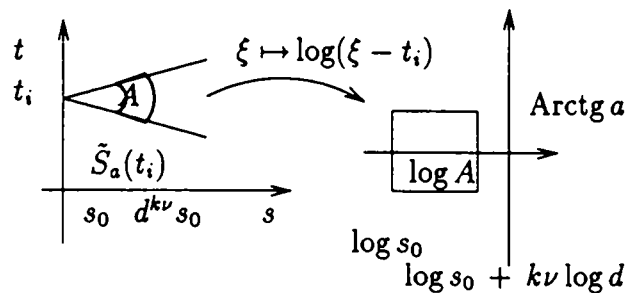 t
ξ ↦ log(ξ − t_i)
t_i
A
Arctg a
S̃_a(t_i)
log A
s_0 d^{kν} s_0 s
log s_0
log s_0 + kν log d